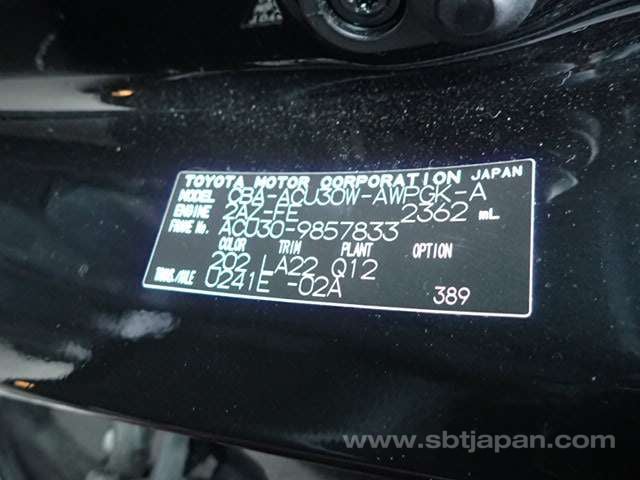 TOYOTA MOTOR CORPORATION JAPAN
MODEL CBA-ACU30W-AWPGK-A
ENGINE 2AZ-FE 2362 mL
FRAME No. ACU30-9857833
COLOR TRIM PLANT OPTION
202 LA22 Q12
TRNS./AXLE U241E -02A
389
www.sbtjapan.com